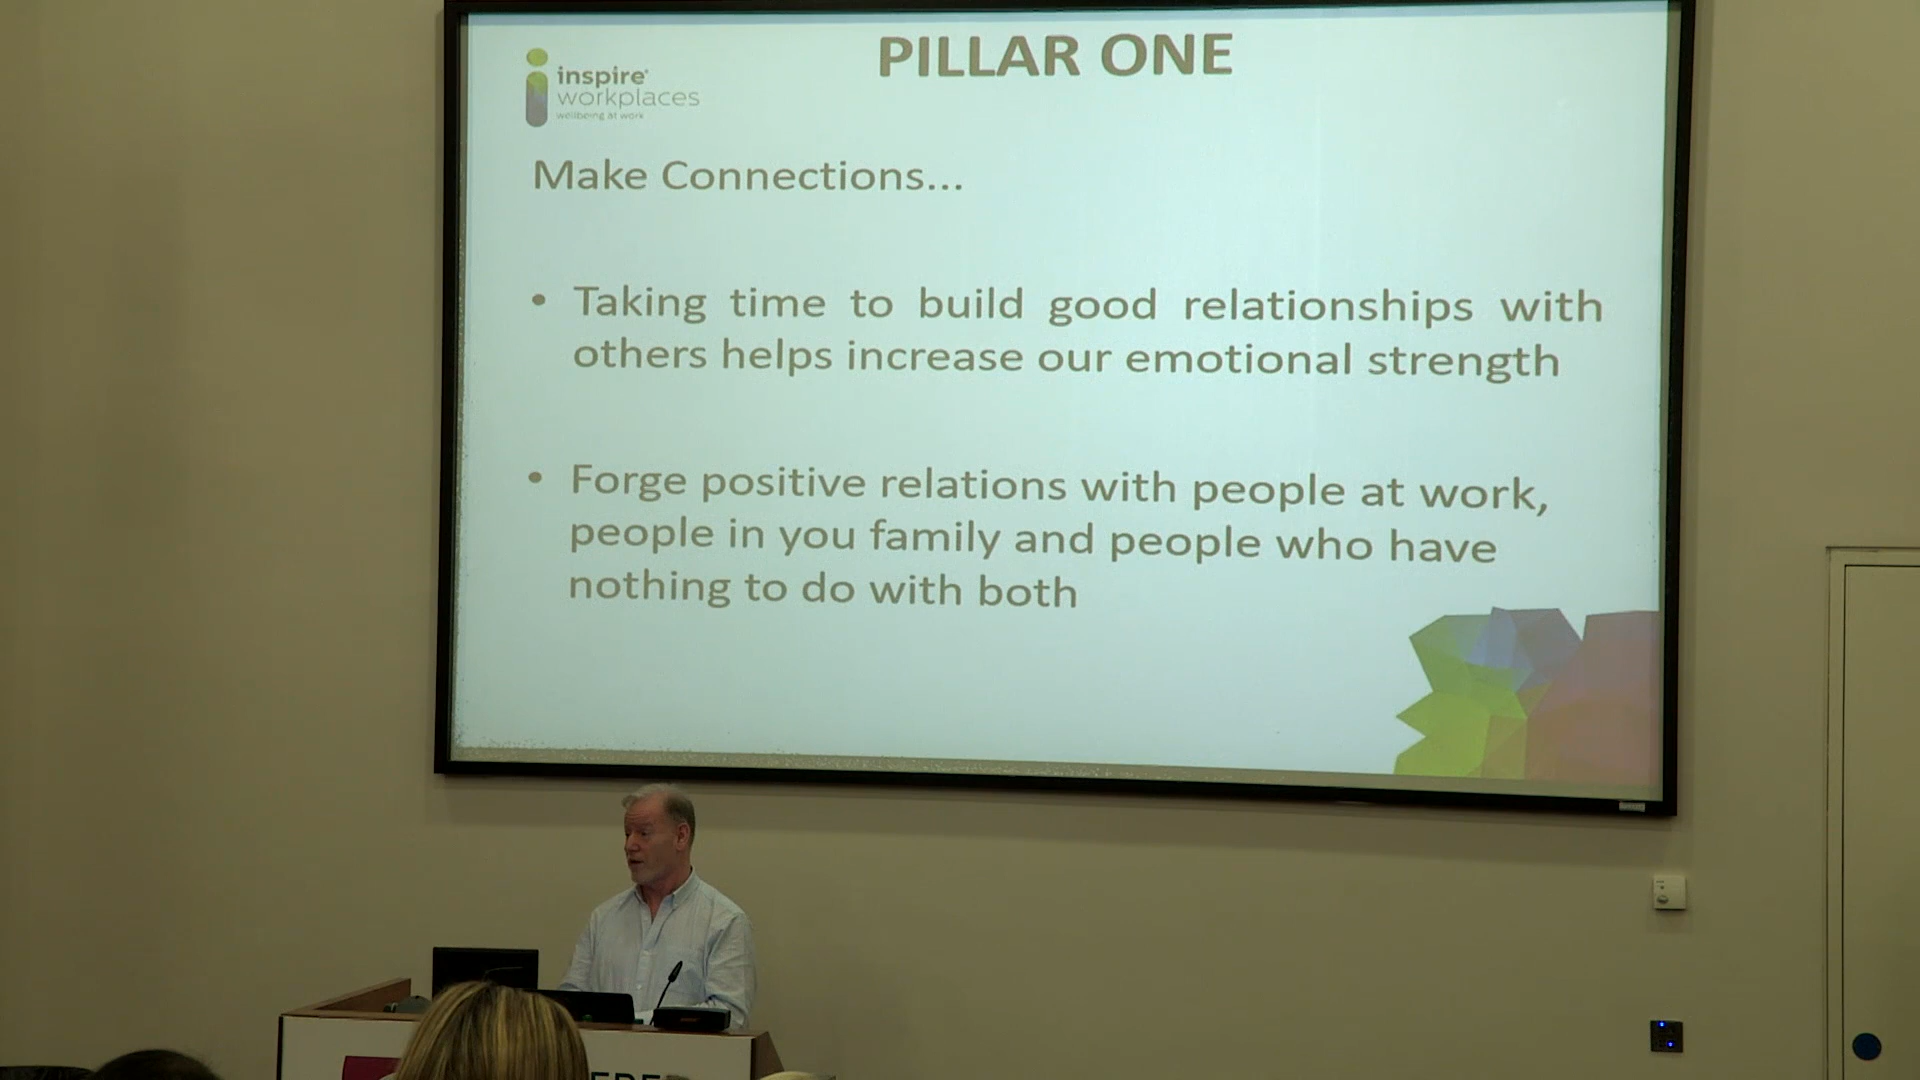 PILLAR ONE
inspire
workplaces
wellbeing at work
Make Connections...
• Taking time to build good relationships with
others helps increase our emotional strength
• Forge positive relations with people at work,
people in you family and people who have
nothing to do with both